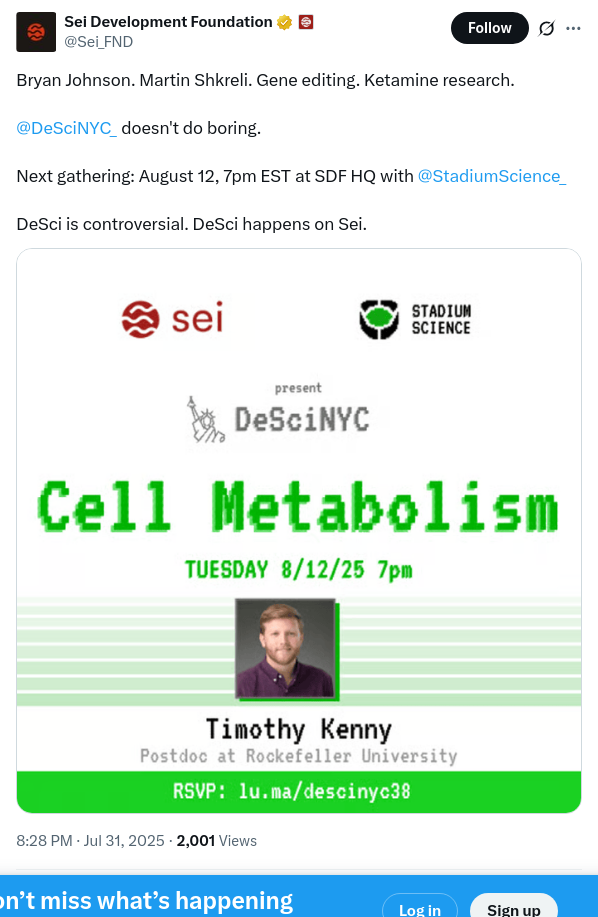 Sei Development Foundation
@Sei_FND
Follow
Bryan Johnson. Martin Shkreli. Gene editing. Ketamine research.
@DeSciNYC_ doesn't do boring.
Next gathering: August 12, 7pm EST at SDF HQ with @StadiumScience_
DeSci is controversial. DeSci happens on Sei.
sei
STADIUM
SCIENCE
present
DeSciNYC
Cell Metabolism
TUESDAY 8/12/25 7pm
Timothy Kenny
Postdoc at Rockefeller University
RSVP: lu.ma/descinyc38
8:28 PM · Jul 31, 2025 · 2,001 Views
on’t miss what’s happening
Log in
Sign up